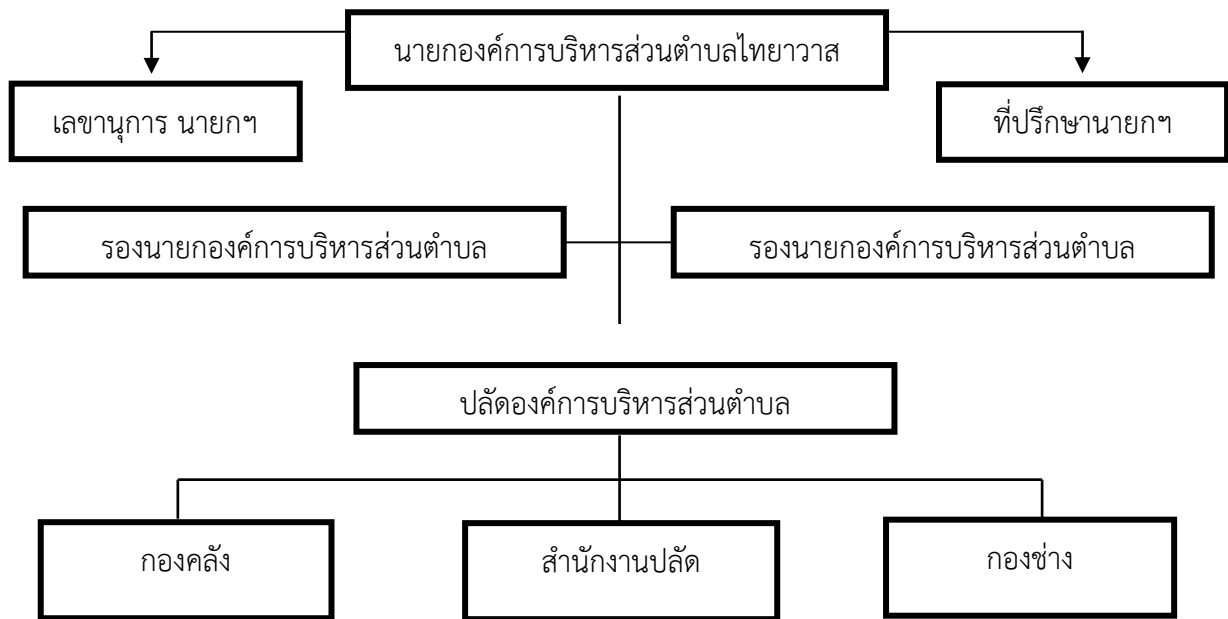 นายกองค์การบริหารส่วนตำบลไทยาวาส
เลขานุการ นายกฯ
ที่ปรึกษานายกฯ
รองนายกองค์การบริหารส่วนตำบล
รองนายกองค์การบริหารส่วนตำบล
ปลัดองค์การบริหารส่วนตำบล
กองคลัง
สำนักงานปลัด
กองช่าง